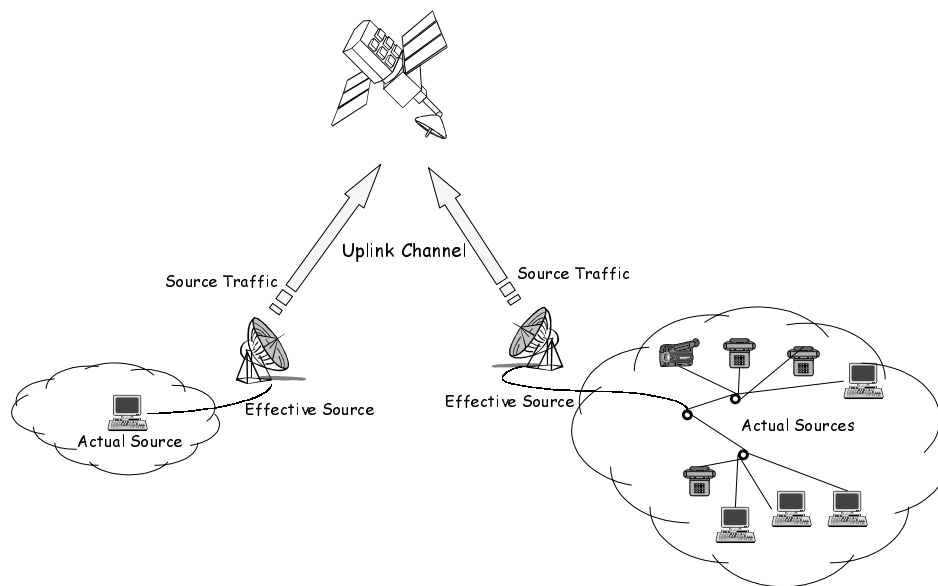 Uplink Channel
Source Traffic
Source Traffic
Effective Source
Effective Source
Actual Source
Actual Sources